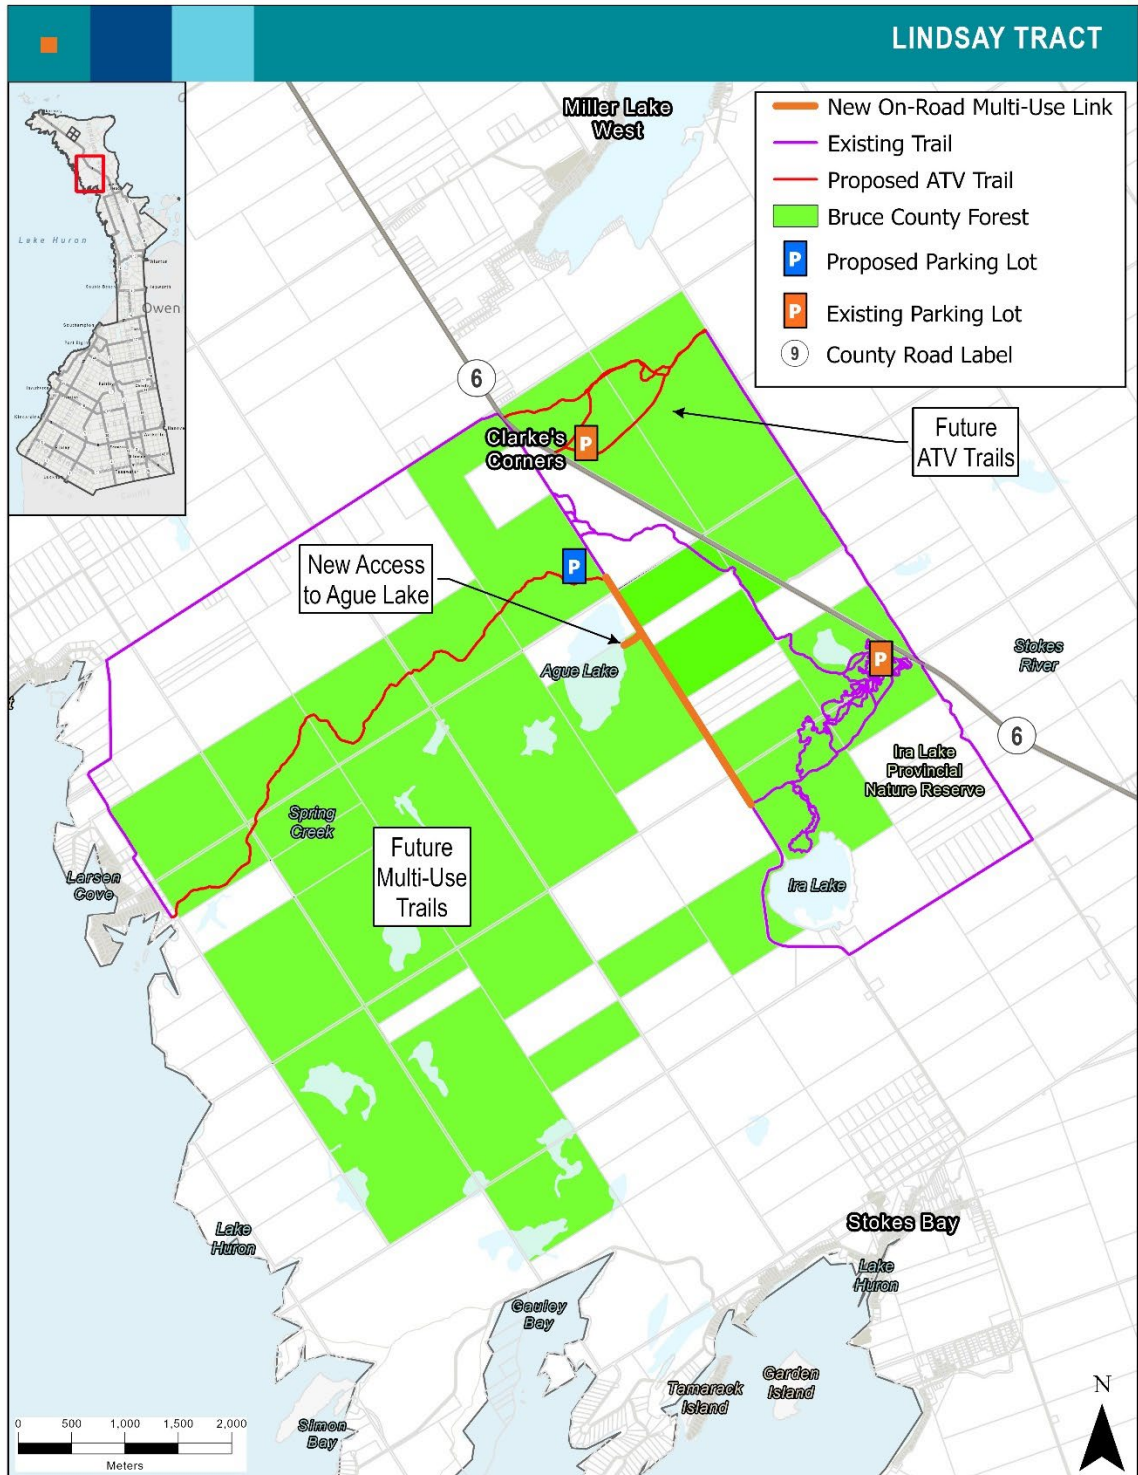 LINDSAY TRACT
Miller Lake
West
New On-Road Multi-Use Link
Existing Trail
Proposed ATV Trail
Bruce County Forest
P
Proposed Parking Lot
P
Existing Parking Lot
9
County Road Label
Lake Huron
Owen
6
Clarke's
Corners
P
Future
ATV Trails
New Access
to Ague Lake
P
Ague Lake
P
Stokes
River
6
Ira Lake
Provincial
Nature Reserve
Spring
Creek
Future
Multi-Use
Trails
Larsen
Cove
Ira Lake
Stokes Bay
Lake
Huron
Lake
Huron
Gauley
Bay
Tamarack
Island
Garden
Island
Simon
Bay
N
0 500 1,000 1,500 2,000
Meters